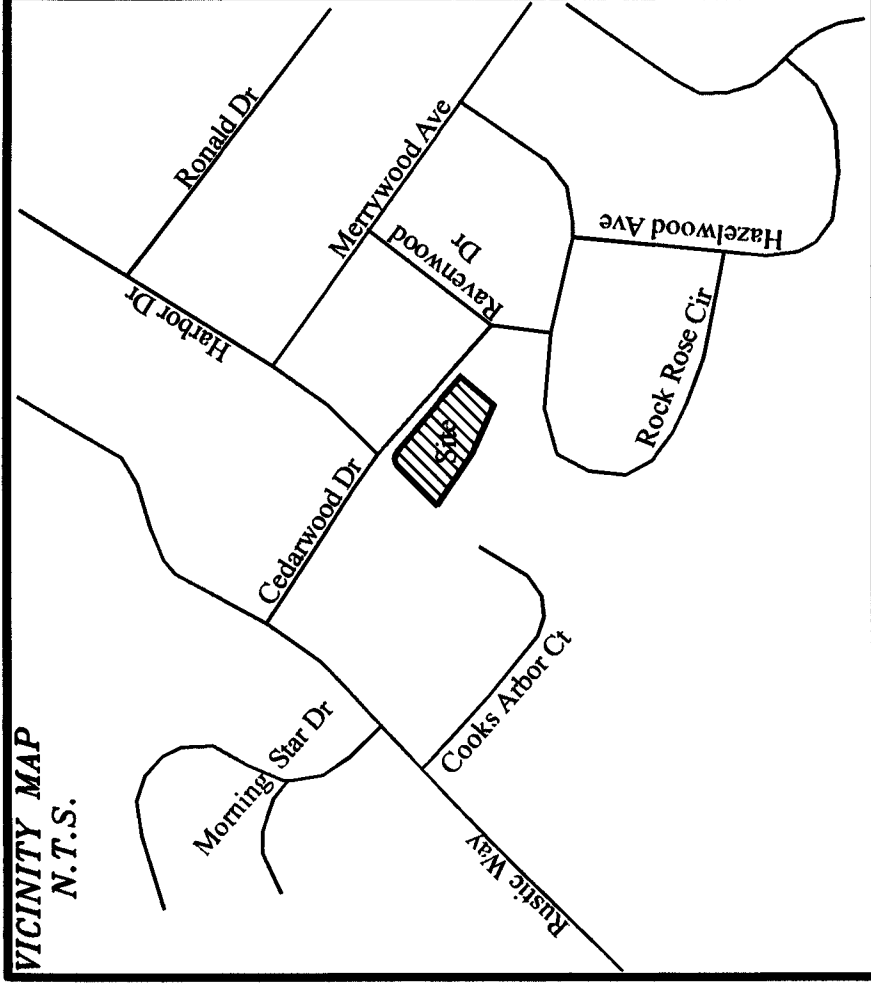 VICINITY MAP
N.T.S.
Ronald Dr
Merrywood Ave
Harbor Dr
Ravenwood
Dr
Hazelwood Ave
Rock Rose Cir
Site
Cedarwood Dr
Cooks Arbor Ct
Morning Star Dr
Rustic Way